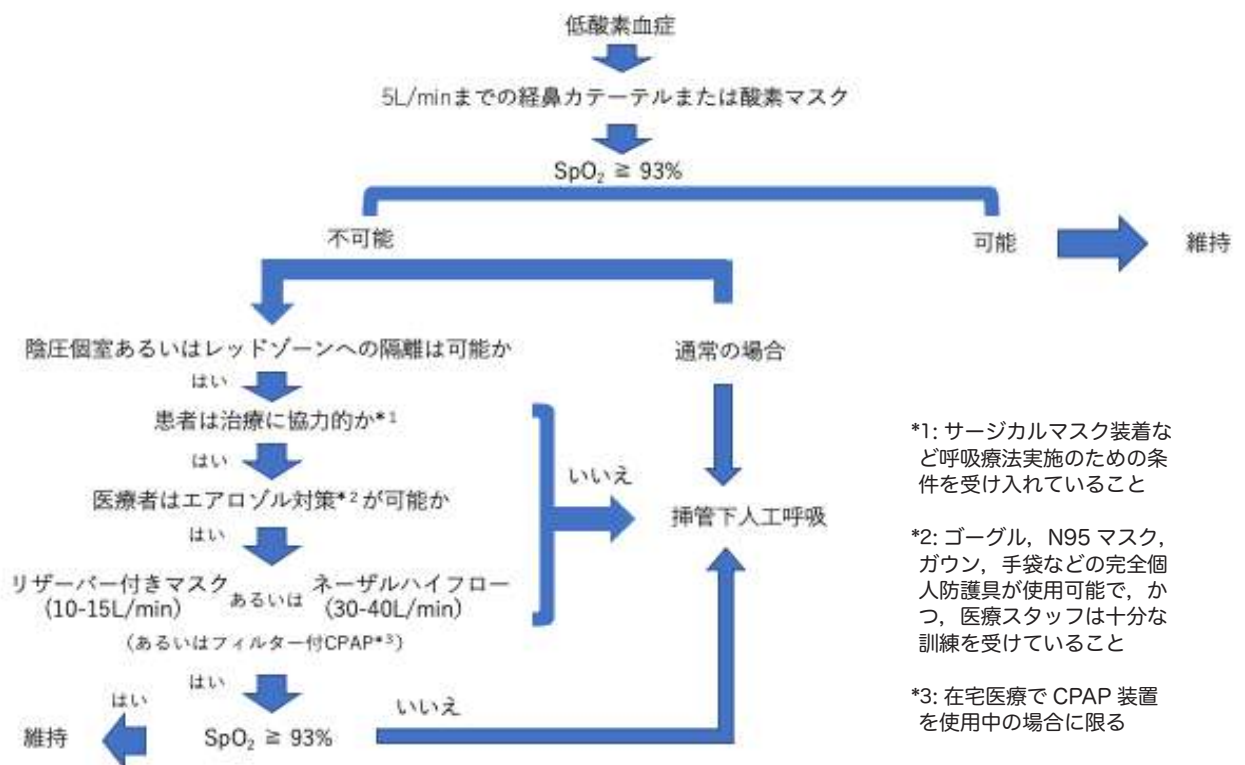 低酸素血症
5L/minまでの経鼻カテーテルまたは酸素マスク
SpO₂ ≧ 93%
不可能
可能
維持
陰圧個室あるいはレッドゾーンへの隔離は可能か
通常の場合
はい
患者は治療に協力的か*1
はい
いいえ
医療者はエアロゾル対策*2が可能か
挿管下人工呼吸
はい
リザーバー付きマスク
(10-15L/min)
あるいは
ネーザルハイフロー
(30-40L/min)
(あるいはフィルター付CPAP*3)
はい
はい
いいえ
維持
SpO₂ ≧ 93%
*1: サージカルマスク装着な
ど呼吸療法実施のための条
件を受け入れていること
*2: ゴーグル，N95 マスク，
ガウン，手袋などの完全個
人防護具が使用可能で，か
つ，医療スタッフは十分な
訓練を受けていること
*3: 在宅医療で CPAP 装置
を使用中の場合に限る